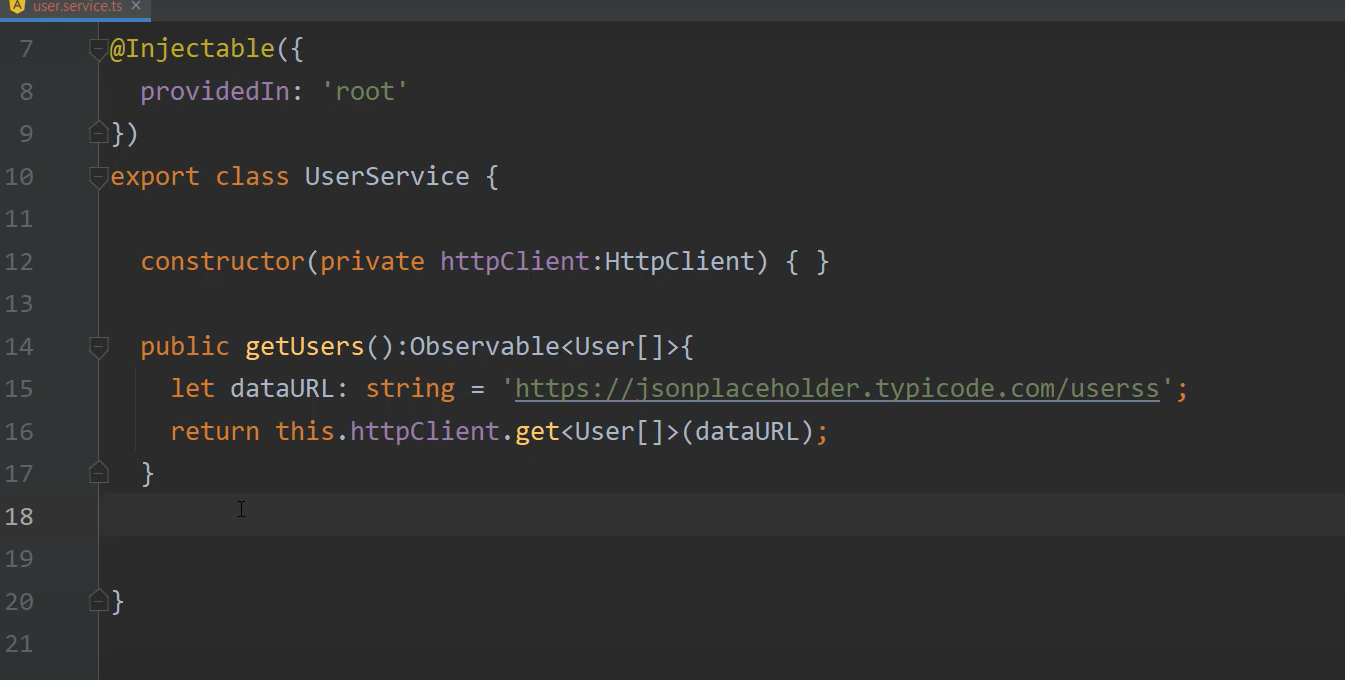 user.service.ts ×
7 @Injectable({
8 providedIn: 'root'
9 })
10 export class UserService {
11
12 constructor(private httpClient:HttpClient) { }
13
14 public getUsers():Observable<User[]>{
15 let dataURL: string = 'https://jsonplaceholder.typicode.com/userss';
16 return this.httpClient.get<User[]>(dataURL);
17 }
18
19
20 }
21